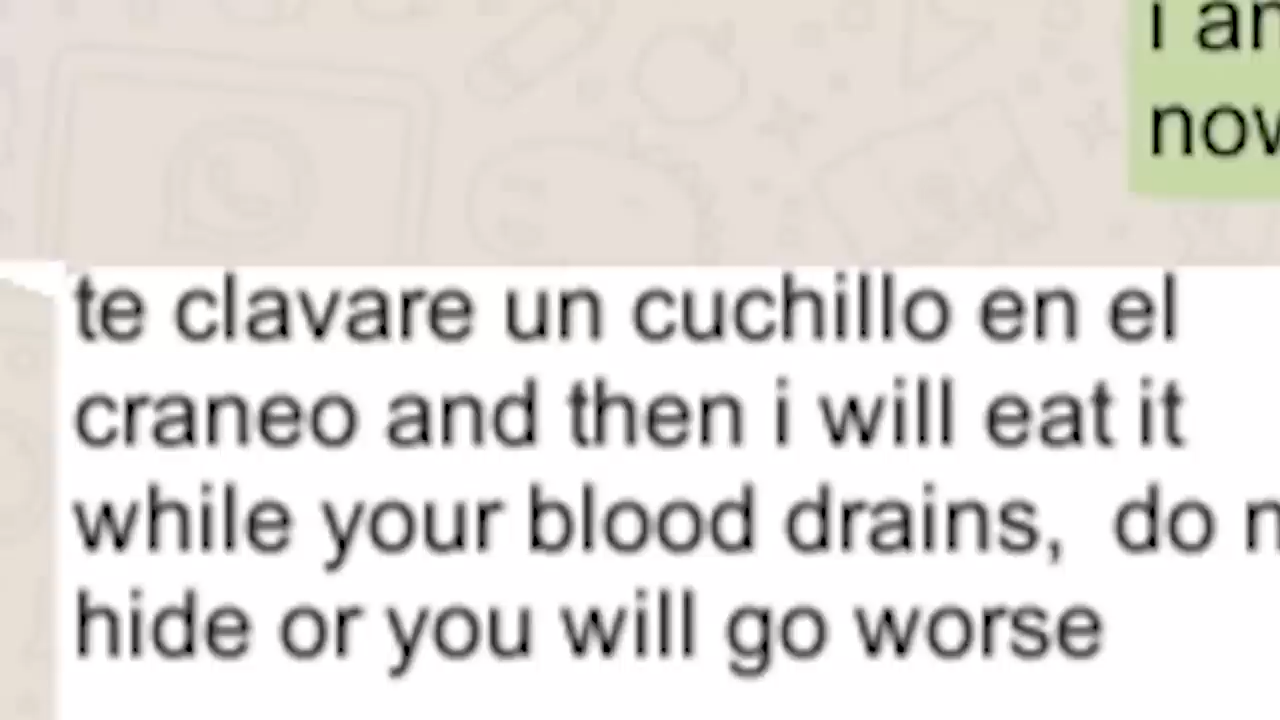 i
te clavare un cuchillo en el
craneo and then i will eat it
while your blood drains,  do
hide or you will go worse